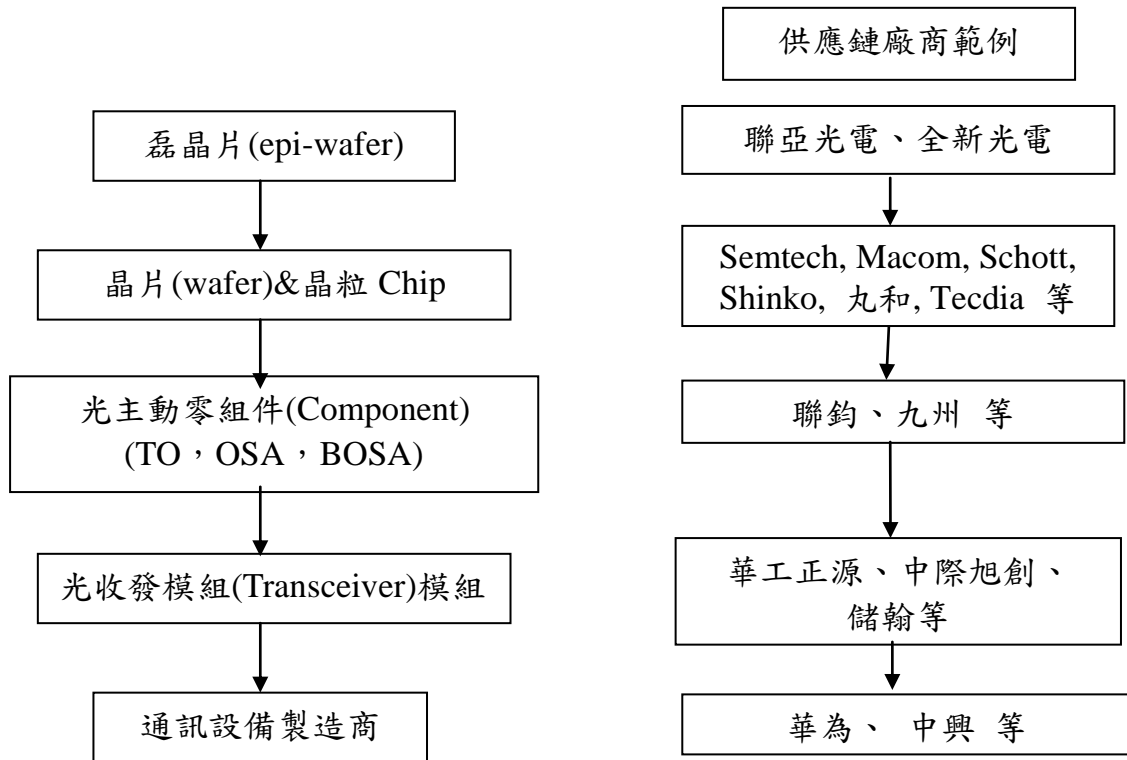 供應鏈廠商範例
磊晶片(epi-wafer)
晶片(wafer)&晶粒 Chip
光主動零組件(Component)
(TO，OSA，BOSA)
光收發模組(Transceiver)模組
通訊設備製造商
聯亞光電、全新光電
Semtech, Macom, Schott,
Shinko, 丸和, Tecdia 等
聯鈞、九州 等
華工正源、中際旭創、
儲翰等
華為、 中興 等